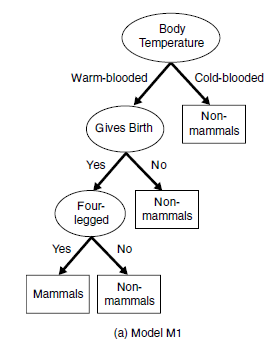 Body
Temperature
Warm-blooded
Cold-blooded
Gives Birth
Non-
mammals
Yes
No
Four-
legged
Non-
mammals
Yes
No
Mammals
Non-
mammals
(a) Model M1